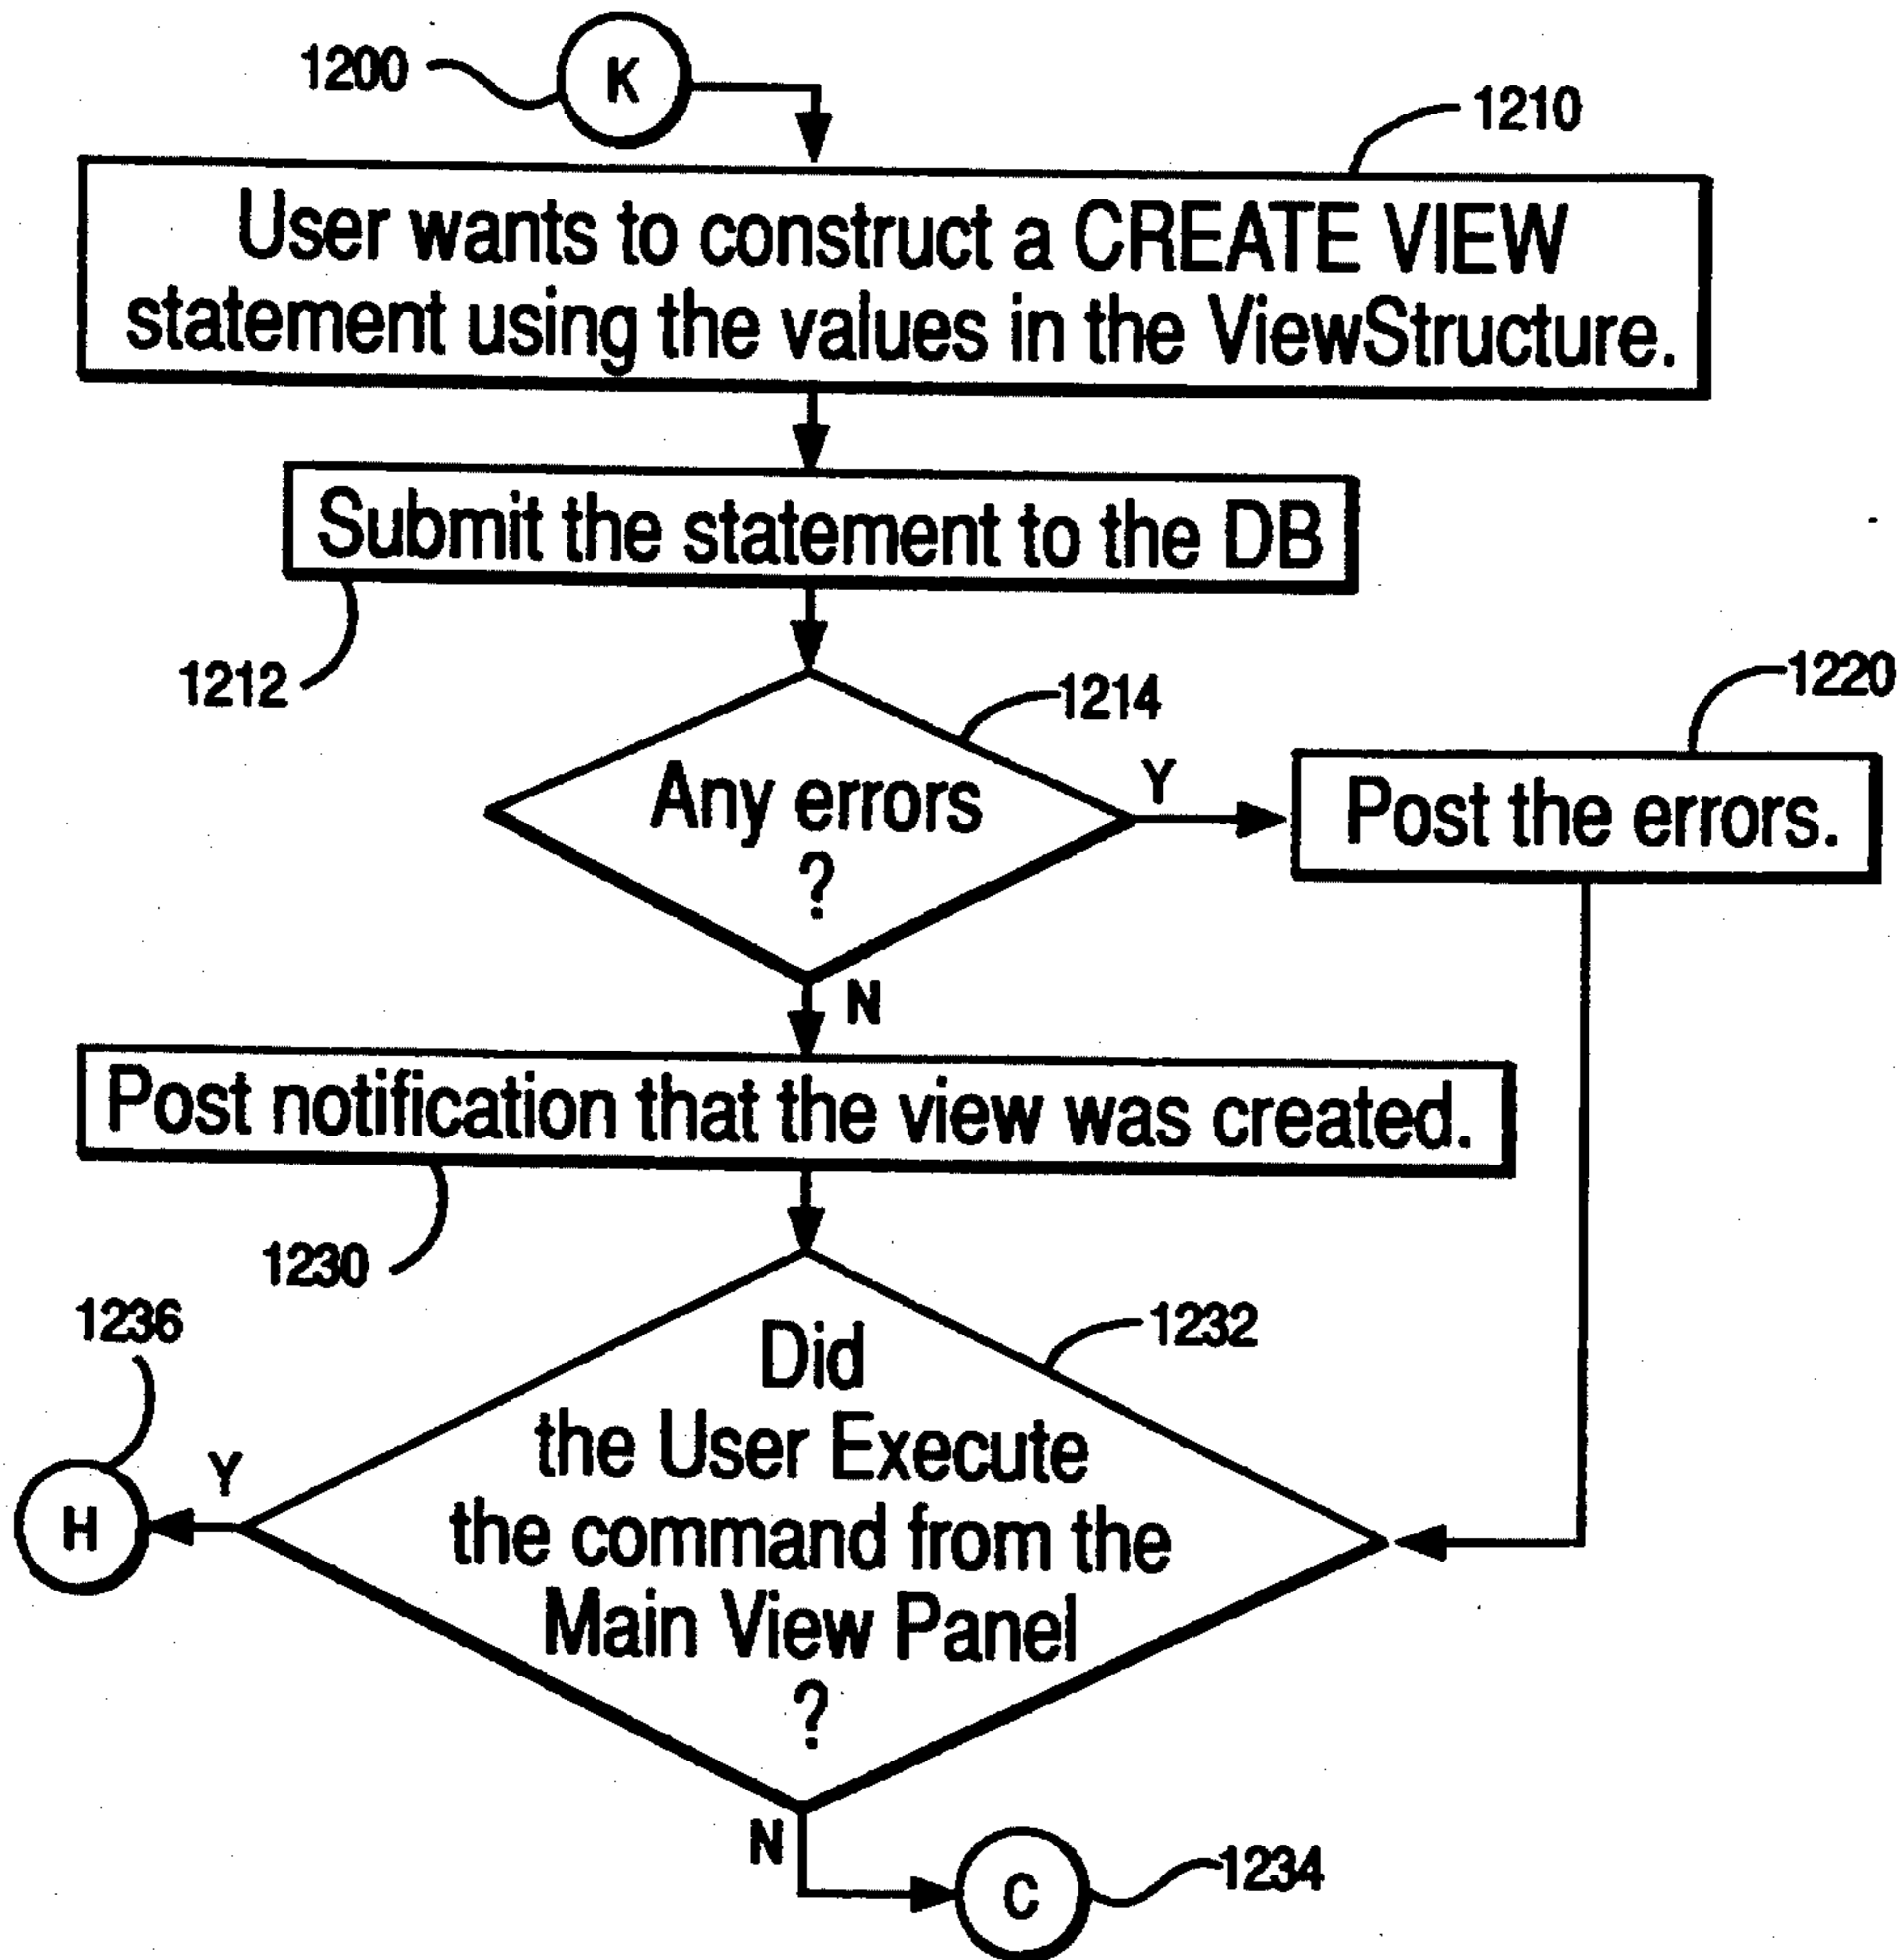 1200
K
1210
User wants to construct a CREATE VIEW
statement using the values in the ViewStructure.
Submit the statement to the DB
1212
1214
1220
Any errors
?
Y
Post the errors.
N
Post notification that the view was created.
1230
1236
1232
Did
the User Execute
the command from the
Main View Panel
?
Y
H
N
C
1234